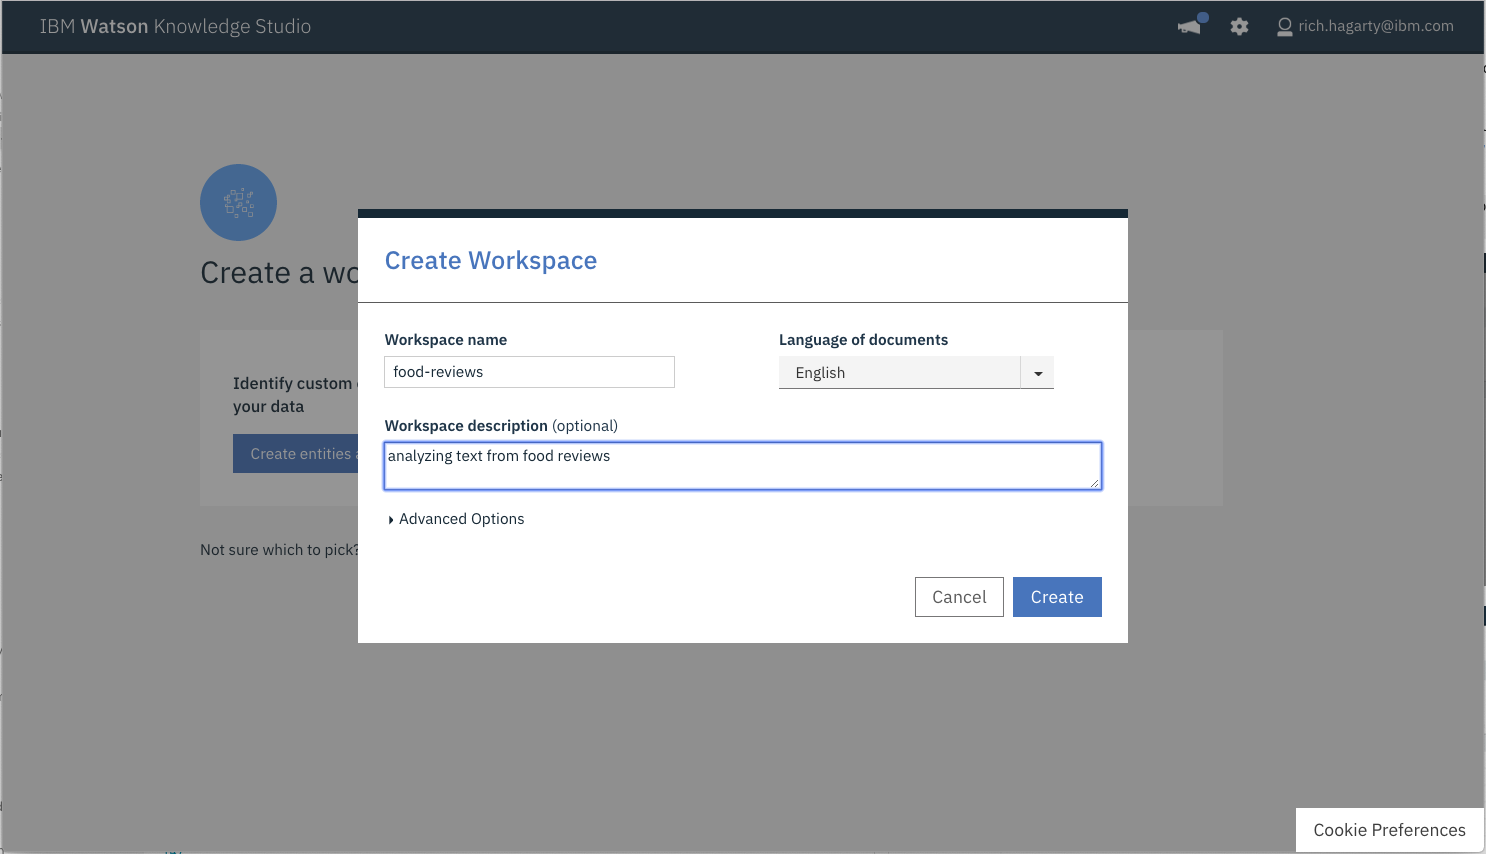 IBM Watson Knowledge Studio
rich.hagarty@ibm.com
Create a wo
Create Workspace
Workspace name
Language of documents
food-reviews
English
Identify custom
your data
Workspace description (optional)
Create entities
analyzing text from food reviews
Advanced Options
Not sure which to pick?
Cancel
Create
Cookie Preferences